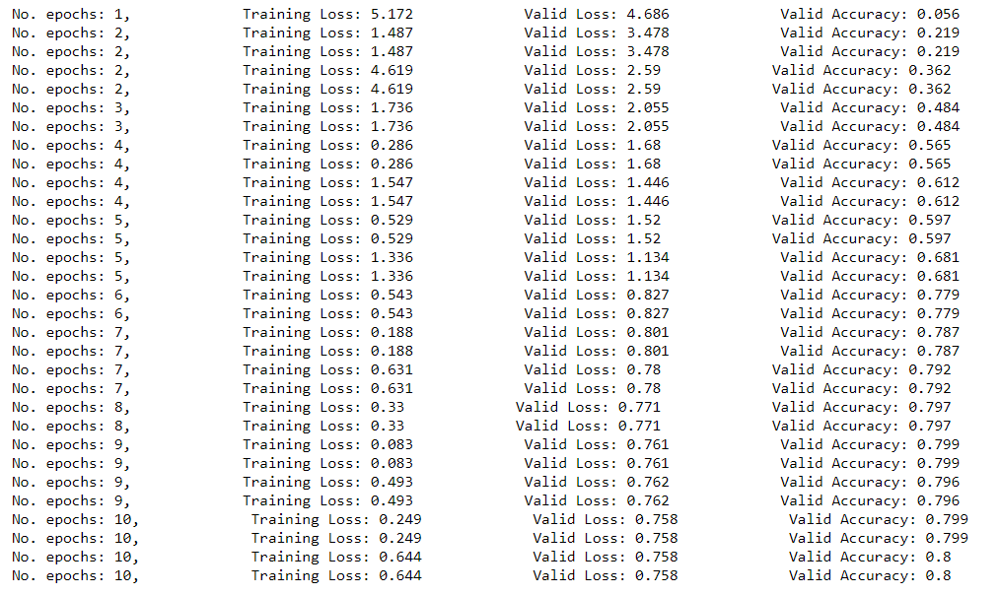 No. epochs: 1, Training Loss: 5.172 Valid Loss: 4.686 Valid Accuracy: 0.056
No. epochs: 2, Training Loss: 1.487 Valid Loss: 3.478 Valid Accuracy: 0.219
No. epochs: 2, Training Loss: 1.487 Valid Loss: 3.478 Valid Accuracy: 0.219
No. epochs: 2, Training Loss: 4.619 Valid Loss: 2.59 Valid Accuracy: 0.362
No. epochs: 2, Training Loss: 4.619 Valid Loss: 2.59 Valid Accuracy: 0.362
No. epochs: 3, Training Loss: 1.736 Valid Loss: 2.055 Valid Accuracy: 0.484
No. epochs: 3, Training Loss: 1.736 Valid Loss: 2.055 Valid Accuracy: 0.484
No. epochs: 4, Training Loss: 0.286 Valid Loss: 1.68 Valid Accuracy: 0.565
No. epochs: 4, Training Loss: 0.286 Valid Loss: 1.68 Valid Accuracy: 0.565
No. epochs: 4, Training Loss: 1.547 Valid Loss: 1.446 Valid Accuracy: 0.612
No. epochs: 4, Training Loss: 1.547 Valid Loss: 1.446 Valid Accuracy: 0.612
No. epochs: 5, Training Loss: 0.529 Valid Loss: 1.52 Valid Accuracy: 0.597
No. epochs: 5, Training Loss: 0.529 Valid Loss: 1.52 Valid Accuracy: 0.597
No. epochs: 5, Training Loss: 1.336 Valid Loss: 1.134 Valid Accuracy: 0.681
No. epochs: 5, Training Loss: 1.336 Valid Loss: 1.134 Valid Accuracy: 0.681
No. epochs: 6, Training Loss: 0.543 Valid Loss: 0.827 Valid Accuracy: 0.779
No. epochs: 6, Training Loss: 0.543 Valid Loss: 0.827 Valid Accuracy: 0.779
No. epochs: 7, Training Loss: 0.188 Valid Loss: 0.801 Valid Accuracy: 0.787
No. epochs: 7, Training Loss: 0.188 Valid Loss: 0.801 Valid Accuracy: 0.787
No. epochs: 7, Training Loss: 0.631 Valid Loss: 0.78 Valid Accuracy: 0.792
No. epochs: 7, Training Loss: 0.631 Valid Loss: 0.78 Valid Accuracy: 0.792
No. epochs: 8, Training Loss: 0.33 Valid Loss: 0.771 Valid Accuracy: 0.797
No. epochs: 8, Training Loss: 0.33 Valid Loss: 0.771 Valid Accuracy: 0.797
No. epochs: 9, Training Loss: 0.083 Valid Loss: 0.761 Valid Accuracy: 0.799
No. epochs: 9, Training Loss: 0.083 Valid Loss: 0.761 Valid Accuracy: 0.799
No. epochs: 9, Training Loss: 0.493 Valid Loss: 0.762 Valid Accuracy: 0.796
No. epochs: 9, Training Loss: 0.493 Valid Loss: 0.762 Valid Accuracy: 0.796
No. epochs: 10, Training Loss: 0.249 Valid Loss: 0.758 Valid Accuracy: 0.799
No. epochs: 10, Training Loss: 0.249 Valid Loss: 0.758 Valid Accuracy: 0.799
No. epochs: 10, Training Loss: 0.644 Valid Loss: 0.758 Valid Accuracy: 0.8
No. epochs: 10, Training Loss: 0.644 Valid Loss: 0.758 Valid Accuracy: 0.8